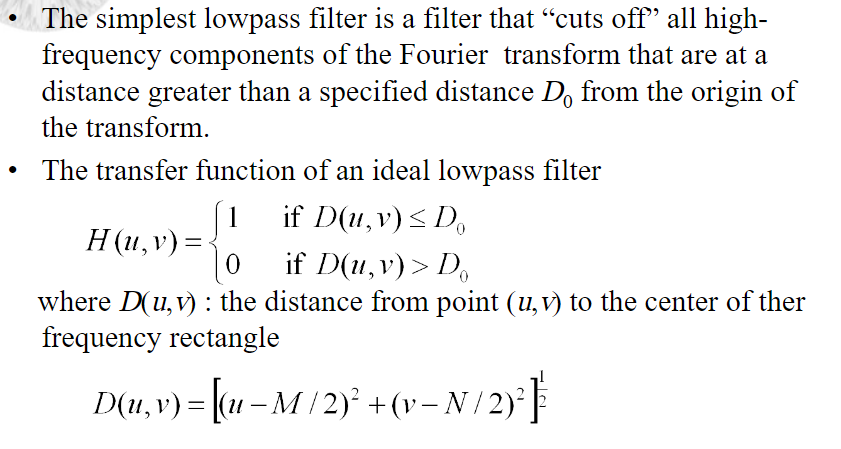 • The simplest lowpass filter is a filter that “cuts off” all high-
frequency components of the Fourier transform that are at a
distance greater than a specified distance D₀ from the origin of
the transform.
• The transfer function of an ideal lowpass filter
H(u,v) = { 1 if D(u,v) ≤ D₀
0 if D(u,v) > D₀
where D(u,v) : the distance from point (u,v) to the center of ther
frequency rectangle
D(u,v) = [(u – M / 2)² + (v – N / 2)²]^{1/2}